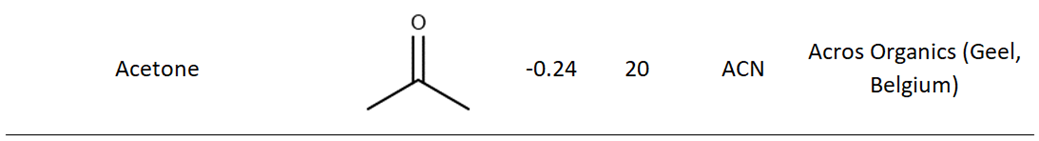 O
Acetone
-0.24
20
ACN
Acros Organics (Geel,
Belgium)